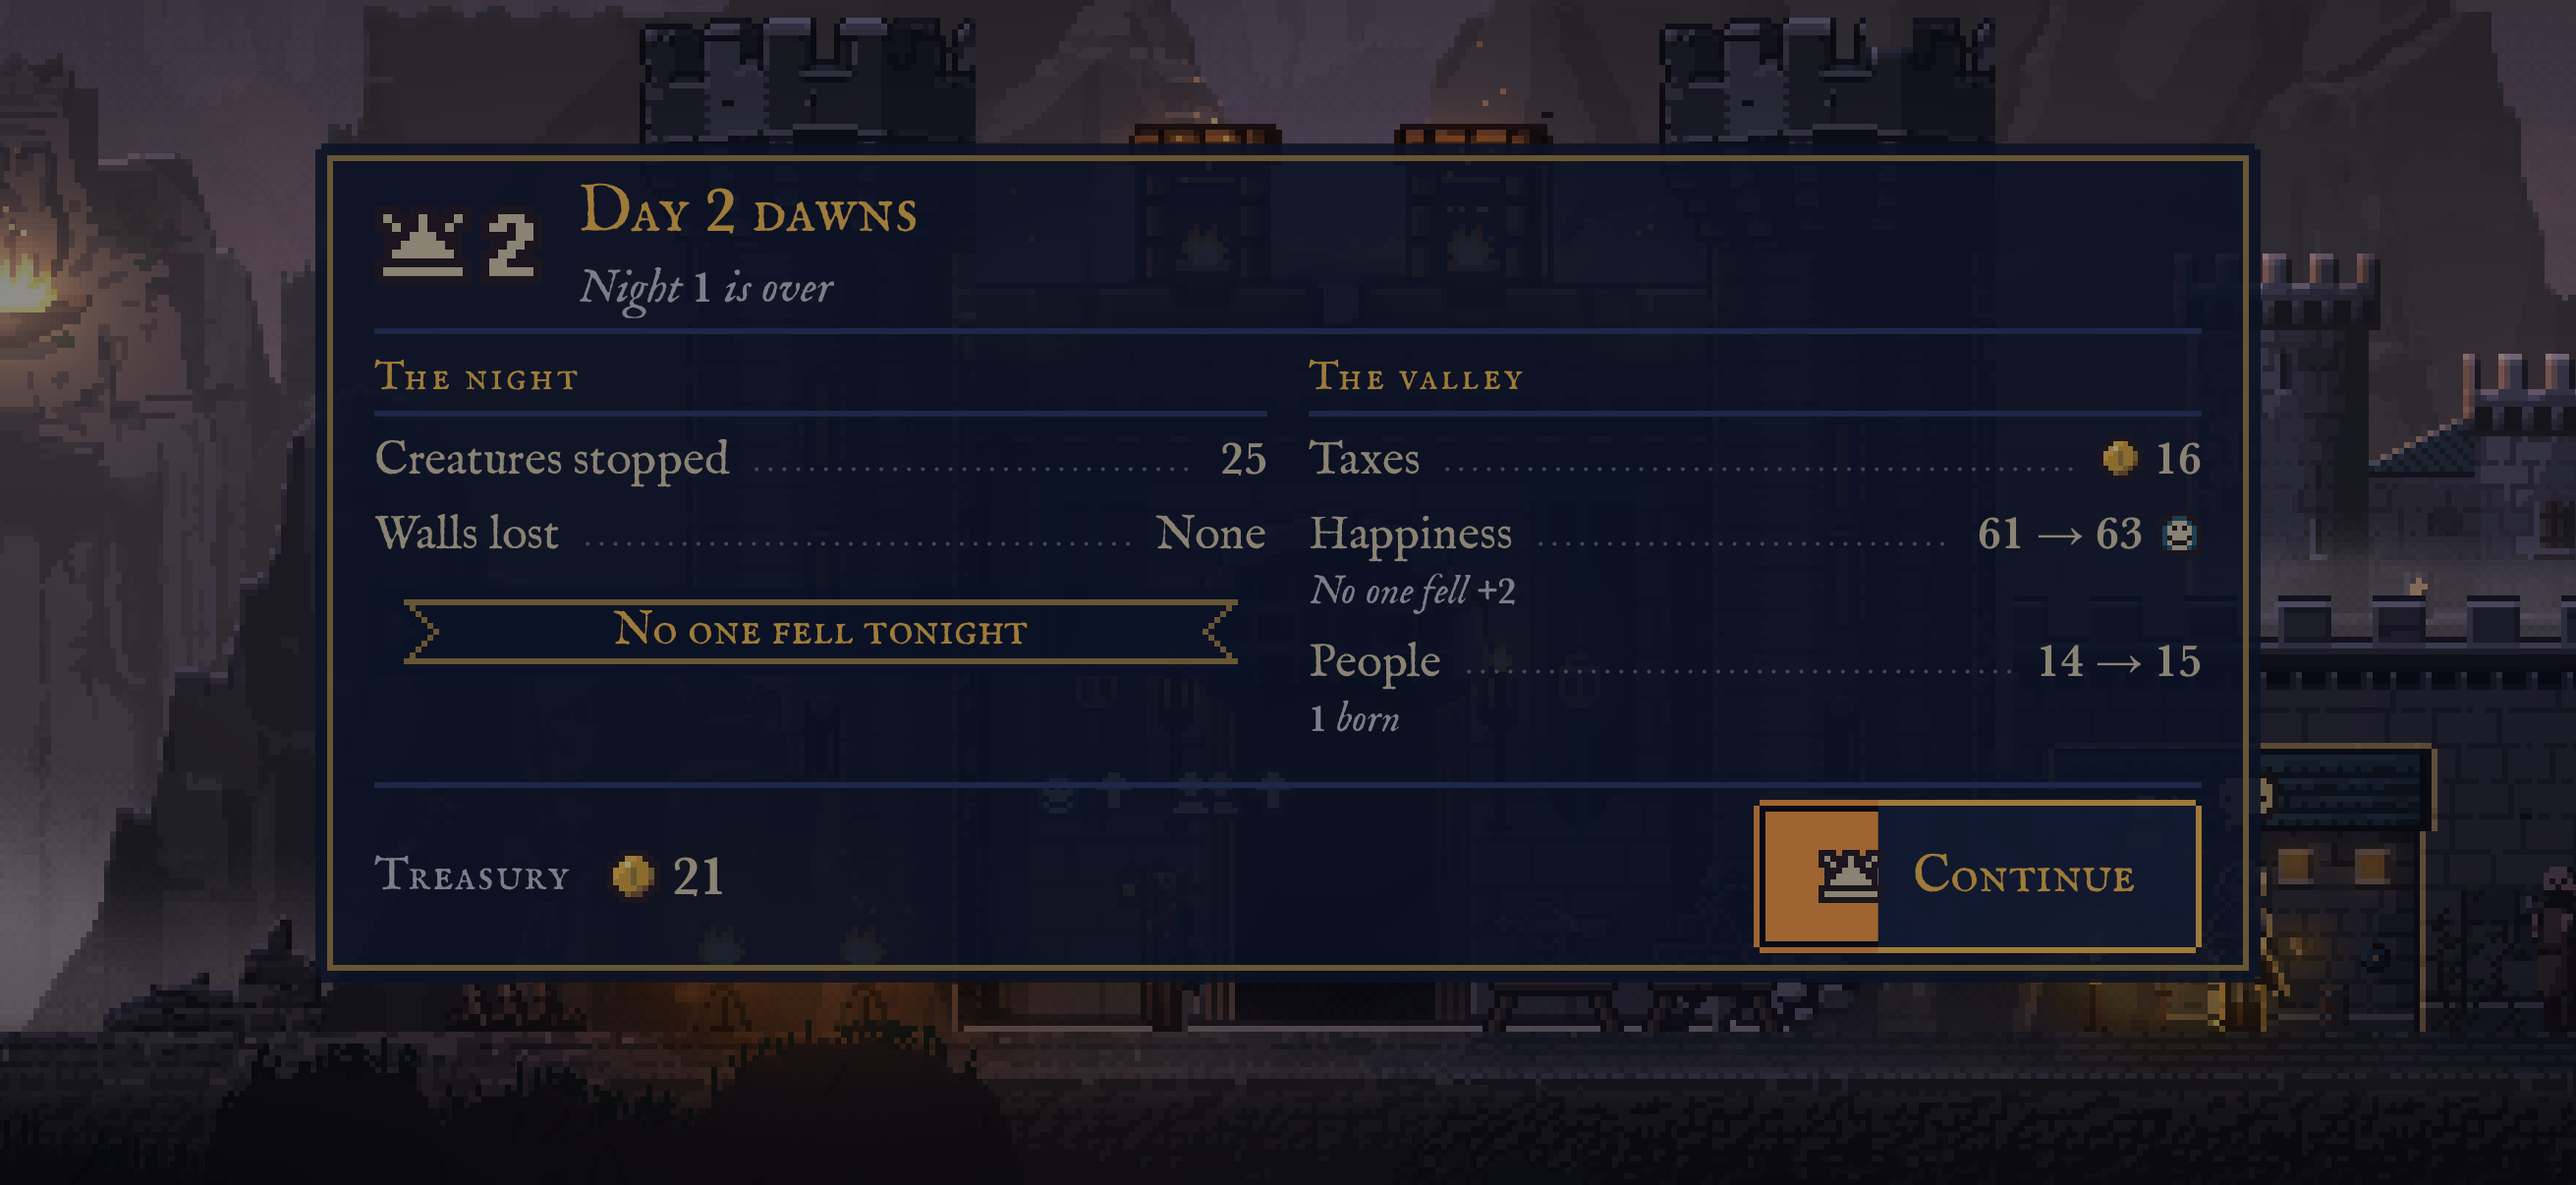 2
Day 2 dawns
Night 1 is over
The night
Creatures stopped 25
Walls lost None
No one fell tonight
The valley
Taxes 16
Happiness 61 → 63
No one fell +2
People 14 → 15
1 born
Treasury 21
Continue